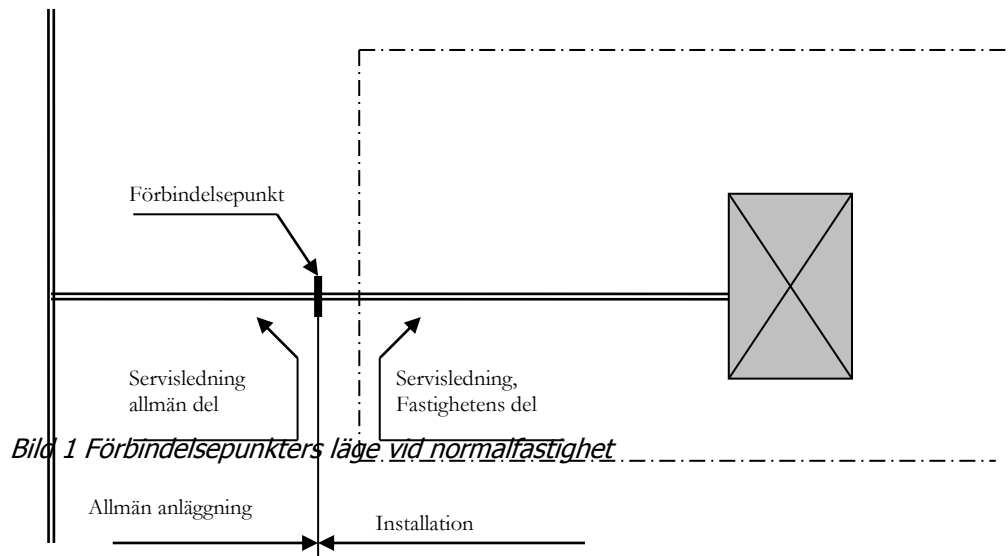 Förbindelsepunkt
Servisledning
allmän del
Servisledning,
Fastighetens del
Bild 1 Förbindelsepunkters läge vid normalfastighet
Allmän anläggning
Installation